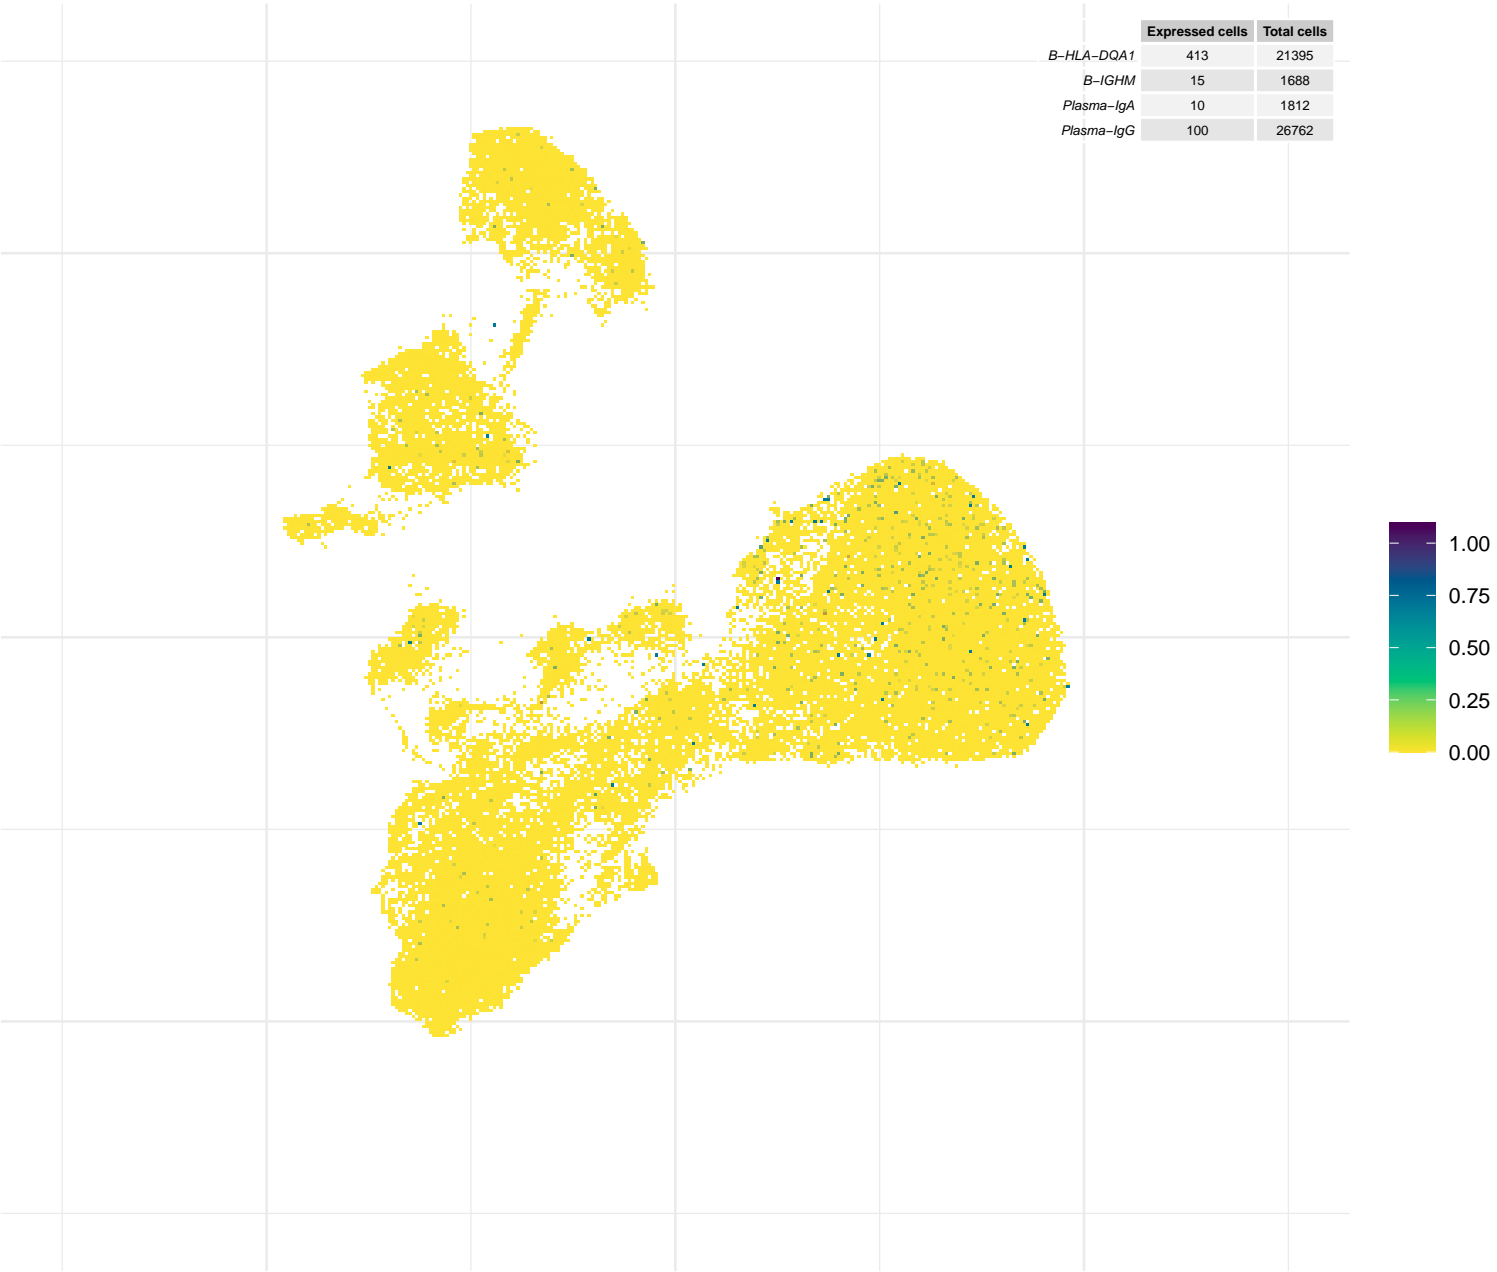 Expressed cells Total cells
B−HLA−DQA1 413 21395
B−IGHM 15 1688
Plasma−IgA 10 1812
Plasma−IgG 100 26762
1.00
0.75
0.50
0.25
0.00